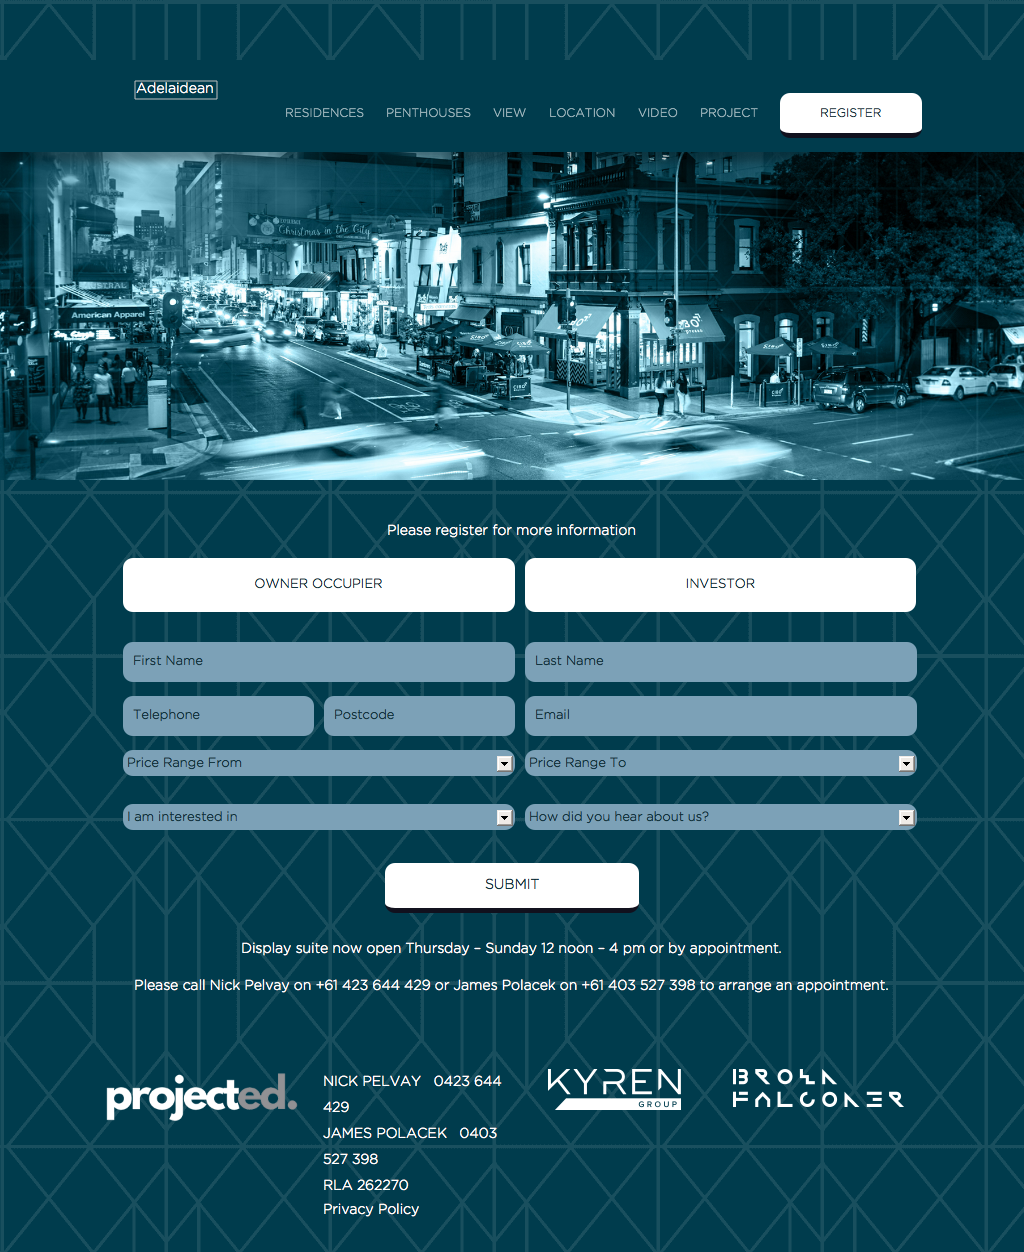 Adelaidean
RESIDENCES PENTHOUSES VIEW LOCATION VIDEO PROJECT REGISTER
Christmas in the City
American Apparel
CIBO
Please register for more information
OWNER OCCUPIER INVESTOR
First Name Last Name
Telephone Postcode Email
Price Range From Price Range To
I am interested in How did you hear about us?
SUBMIT
Display suite now open Thursday – Sunday 12 noon – 4 pm or by appointment.
Please call Nick Pelvay on +61 423 644 429 or James Polacek on +61 403 527 398 to arrange an appointment.
projected.
NICK PELVAY 0423 644
429
JAMES POLACEK 0403
527 398
RLA 262270
Privacy Policy
KYREN
GROUP
BROWN
FALCONER